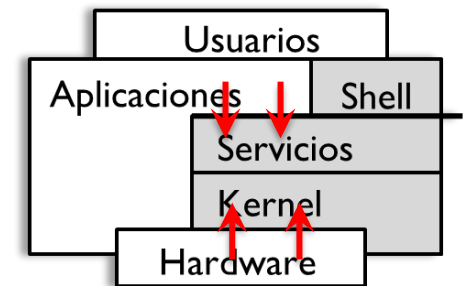 Usuarios
Aplicaciones
Shell
Servicios
Kernel
Hardware